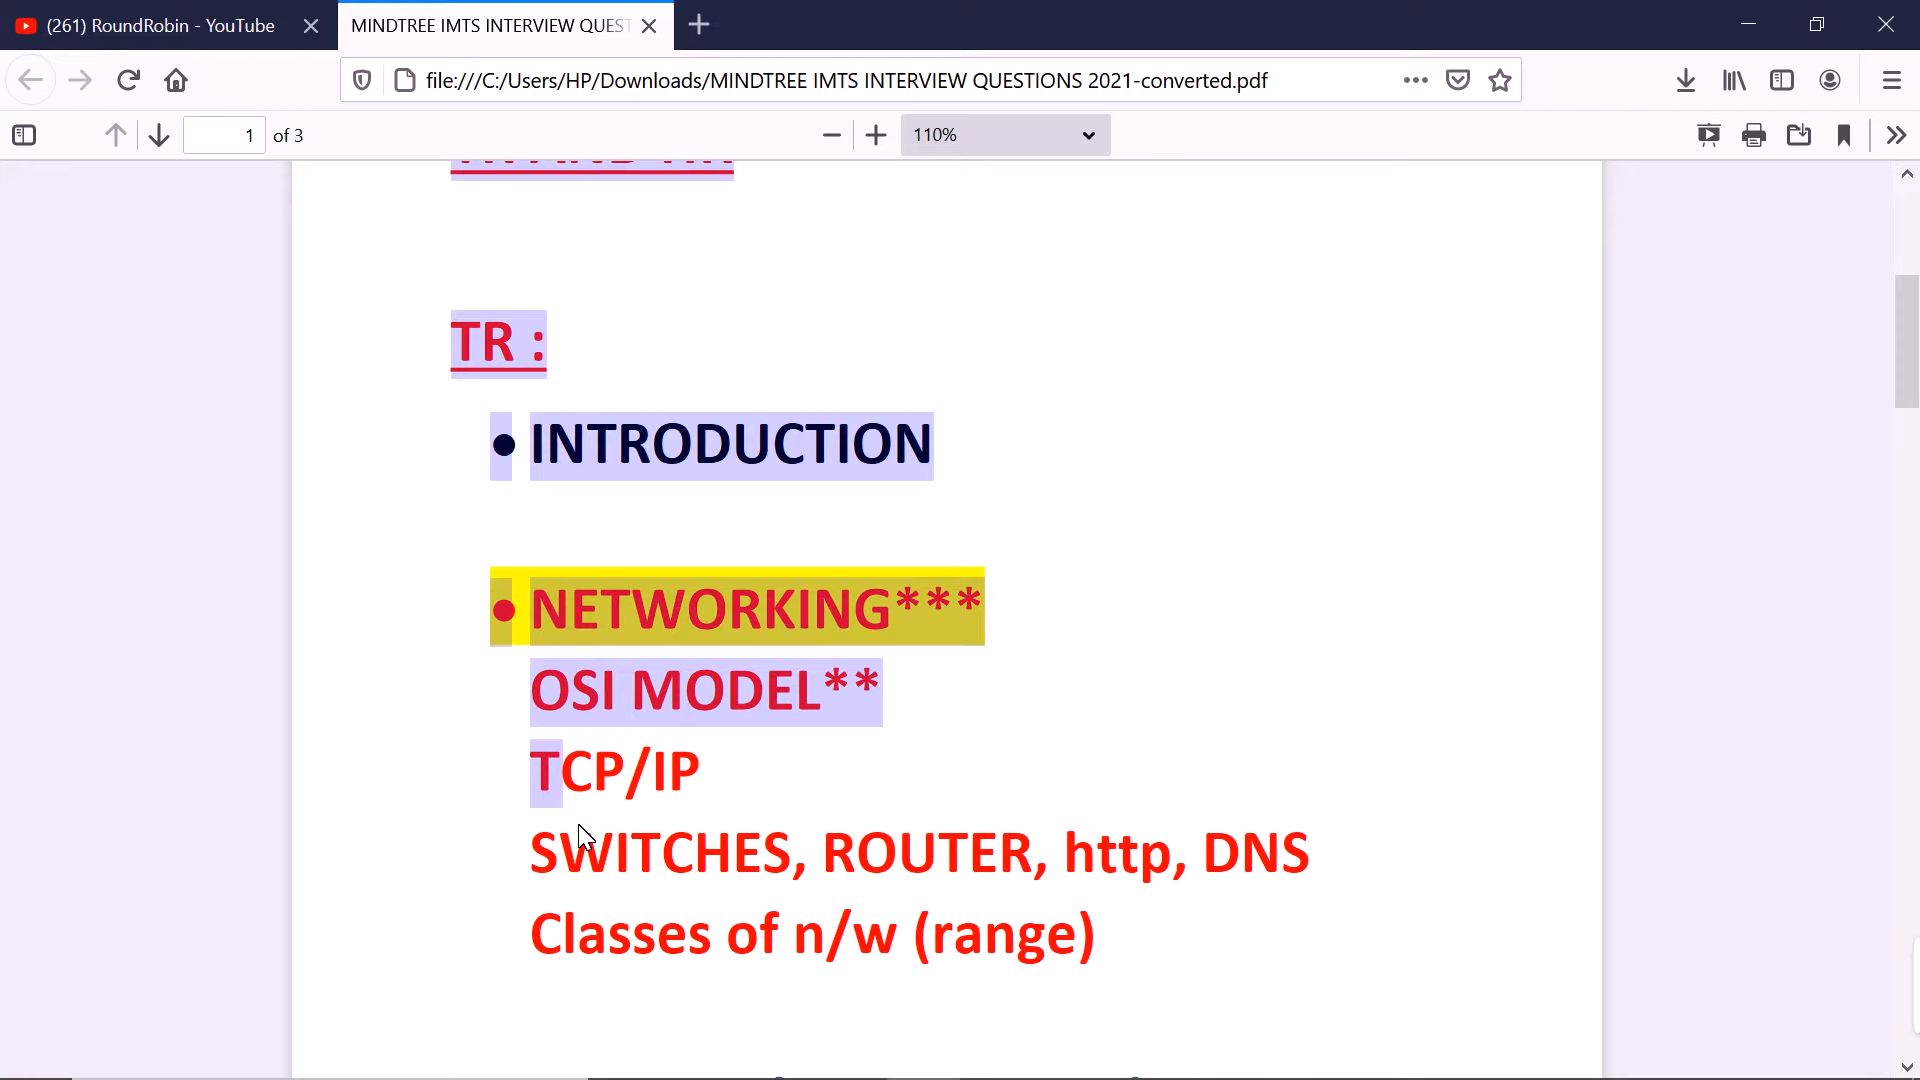 (261) RoundRobin - YouTube
MINDTREE IMTS INTERVIEW QUEST
file:///C:/Users/HP/Downloads/MINDTREE IMTS INTERVIEW QUESTIONS 2021-converted.pdf
1 of 3
110%
TR :
• INTRODUCTION
• NETWORKING***
OSI MODEL**
TCP/IP
SWITCHES, ROUTER, http, DNS
Classes of n/w (range)